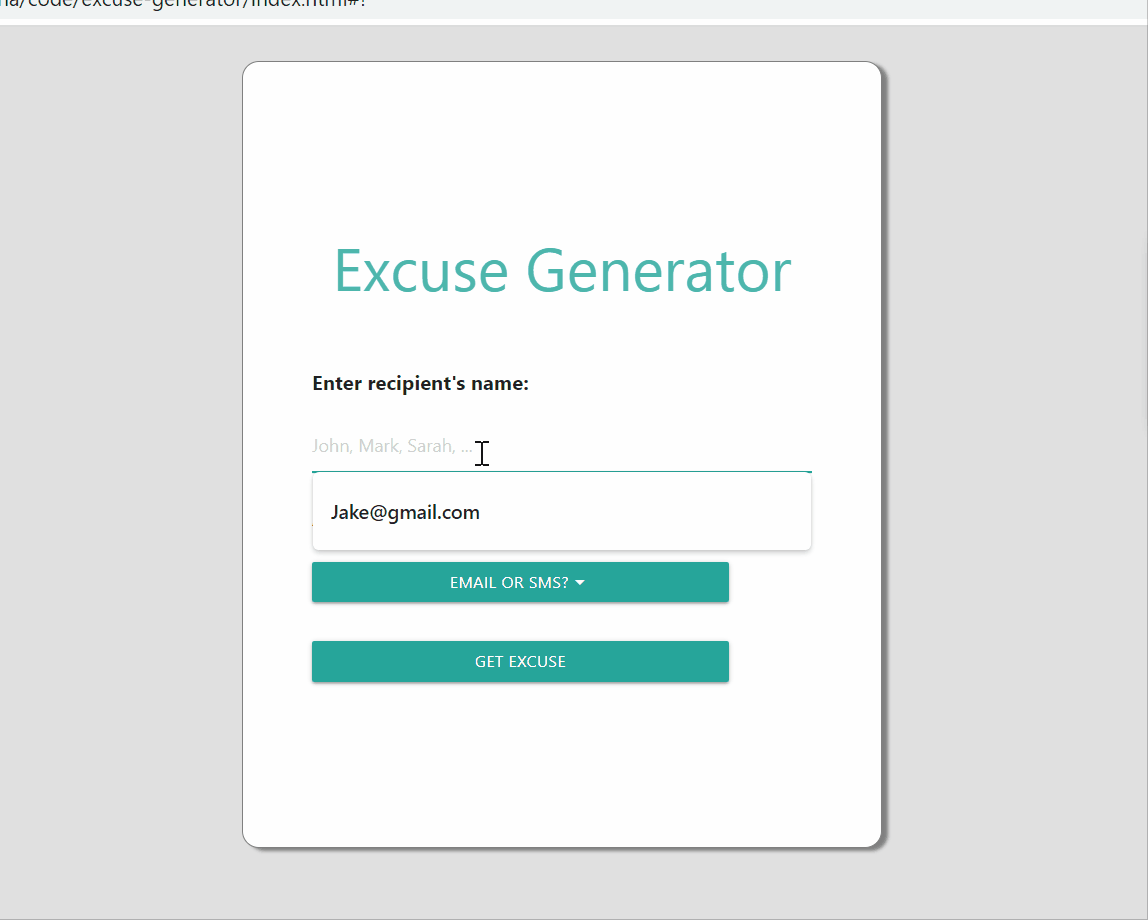 code/excuse-generator/index.html#!
Excuse Generator
Enter recipient's name:
John, Mark, Sarah, ...
Jake@gmail.com
EMAIL OR SMS?
GET EXCUSE